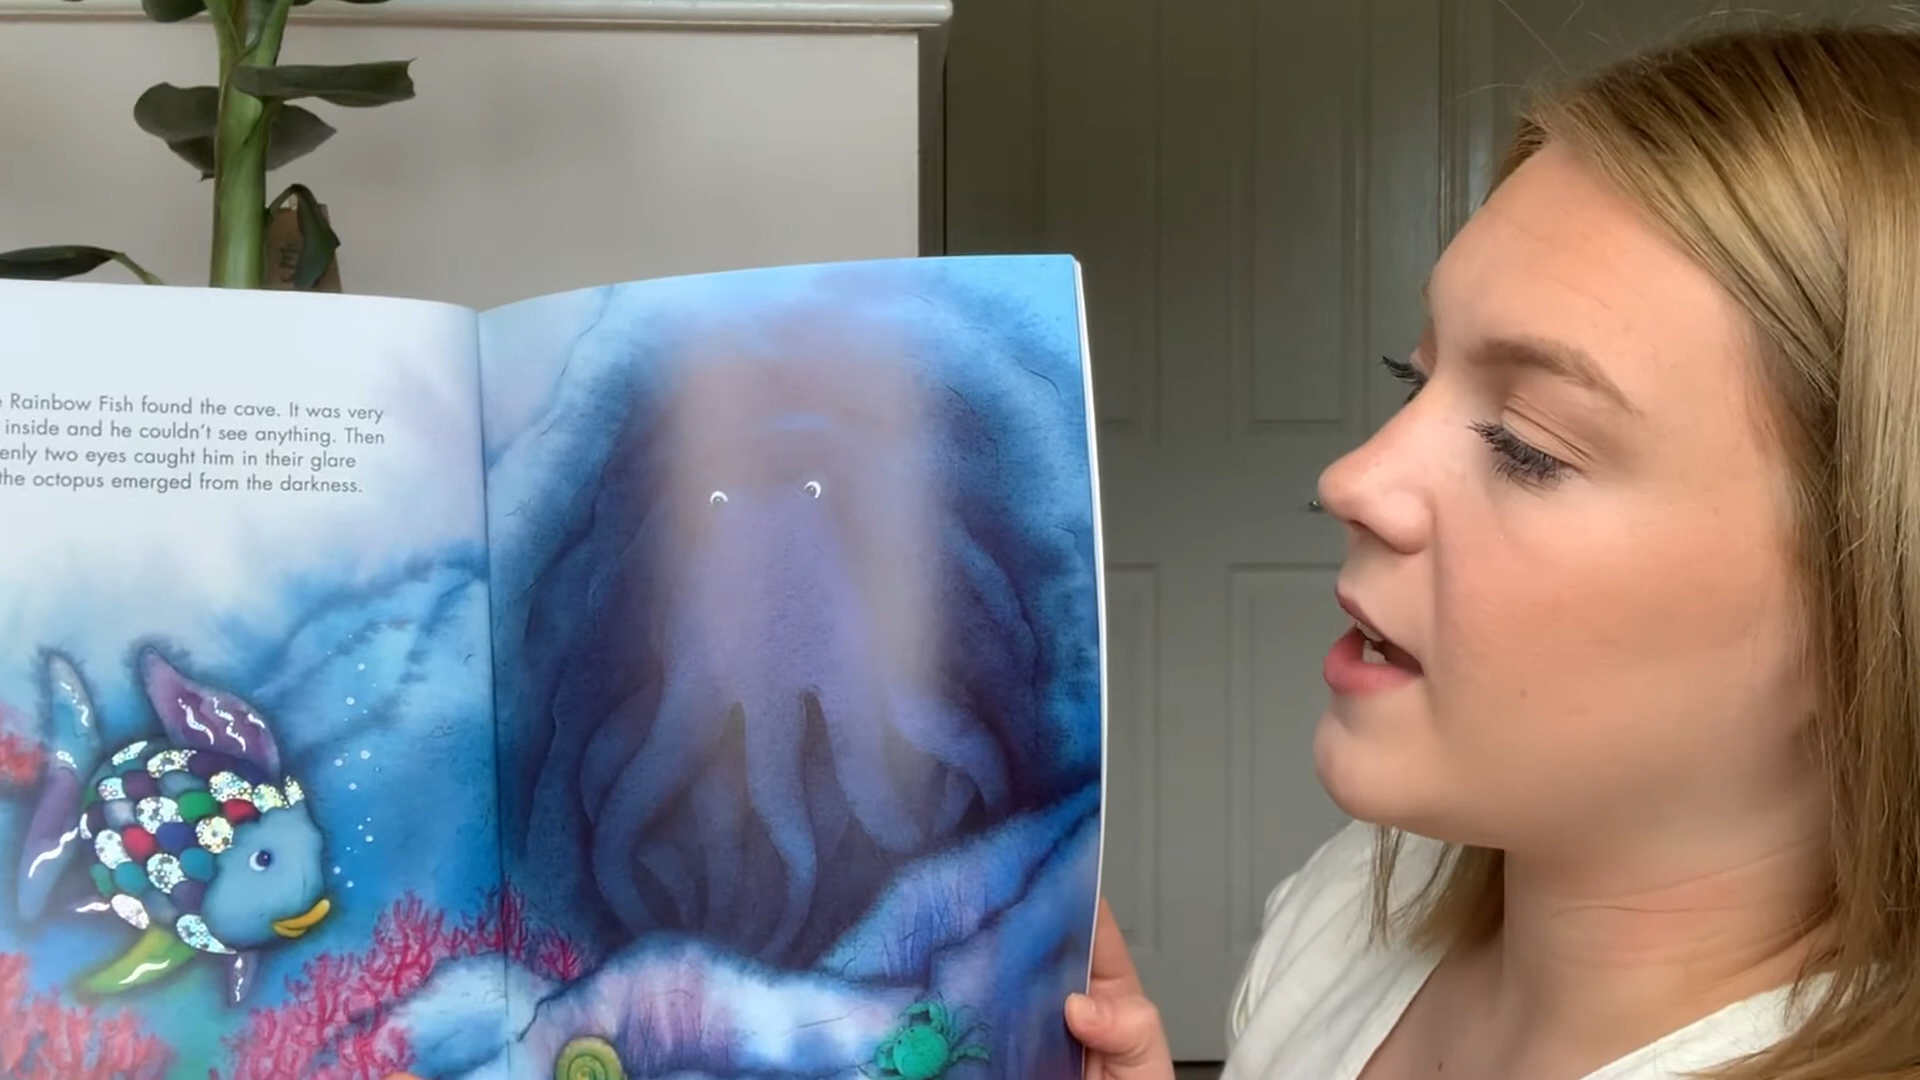 Rainbow Fish found the cave. It was very
inside and he couldn't see anything. Then
enly two eyes caught him in their glare
the octopus emerged from the darkness.